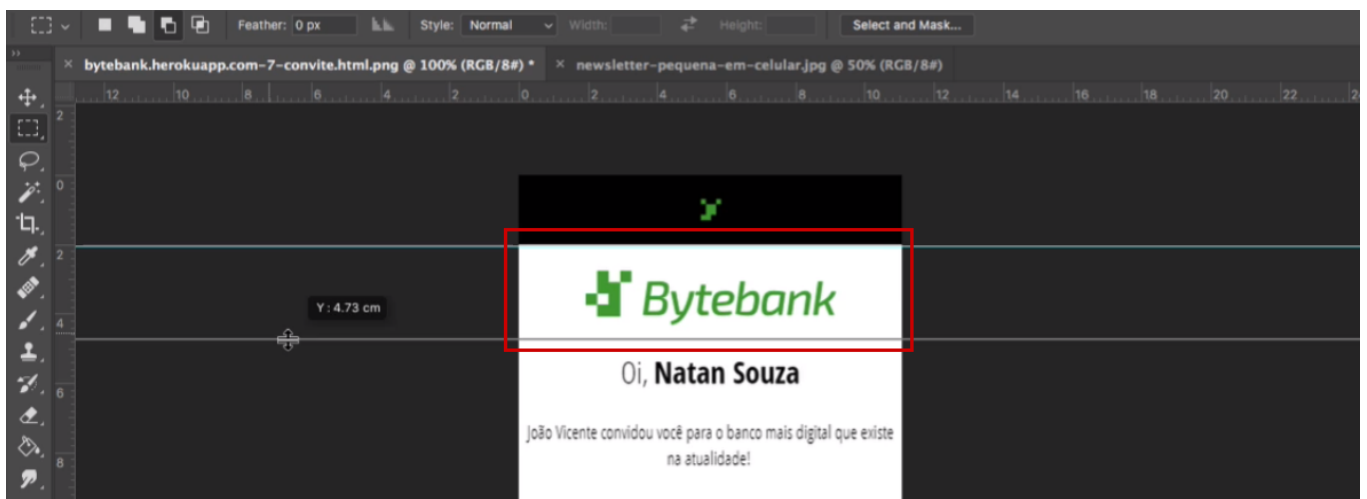 Feather: 0 px Style: Normal Width: Height: Select and Mask...
× bytebank.herokuapp.com-7-convite.html.png @ 100% (RGB/8#) * × newsletter-pequena-em-celular.jpg @ 50% (RGB/8#)
12 10 8 6 4 2 0 2 4 6 8 10 12 14 16 18 20 22 2
2
0
2
Bytebank
Y : 4.73 cm
4
Oi, Natan Souza
6
João Vicente convidou você para o banco mais digital que existe
na atualidade!
8